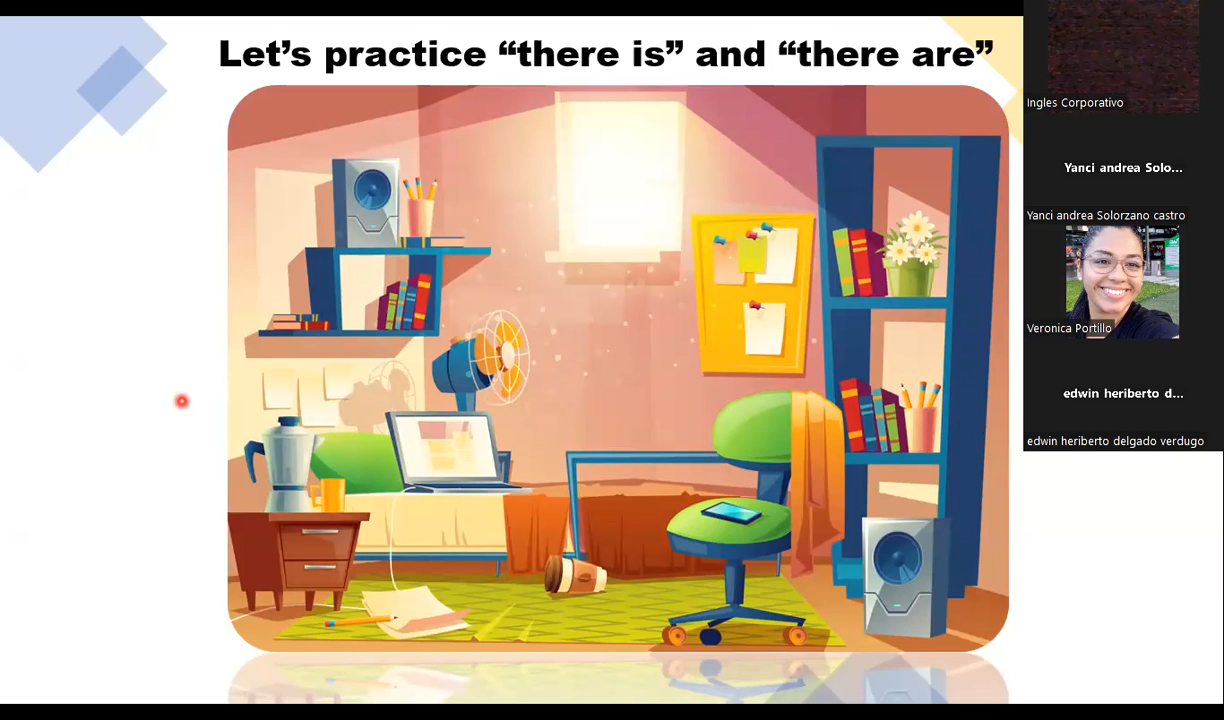 Let’s practice “there is” and “there are”
Ingles Corporativo
Yanci andrea Solo...
Yanci andrea Solorzano castro
Veronica Portillo
edwin heriberto d...
edwin heriberto delgado verdugo